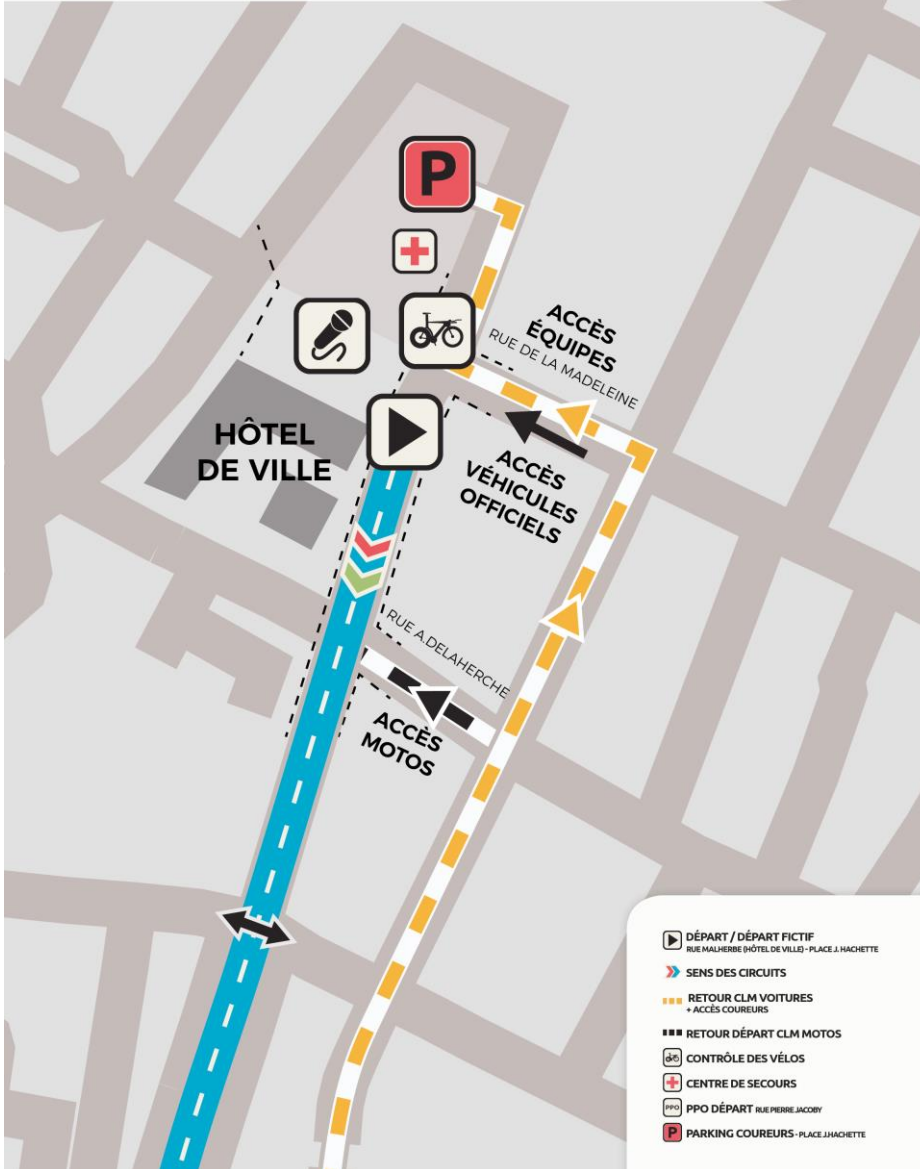 P
ACCÈS
ÉQUIPES
RUE DE LA MADELEINE
HÔTEL
DE VILLE
ACCÈS
VÉHICULES
OFFICIELS
RUE A.DELAHERCHE
ACCÈS
MOTOS
DÉPART / DÉPART FICTIF
RUE MALHERBE (HÔTEL DE VILLE) - PLACE J. HACHETTE
SENS DES CIRCUITS
RETOUR CLM VOITURES
+ ACCÈS COUREURS
RETOUR DÉPART CLM MOTOS
CONTRÔLE DES VÉLOS
CENTRE DE SECOURS
PPO PPO DÉPART RUE PIERRE JACOBY
P PARKING COUREURS - PLACE J.HACHETTE